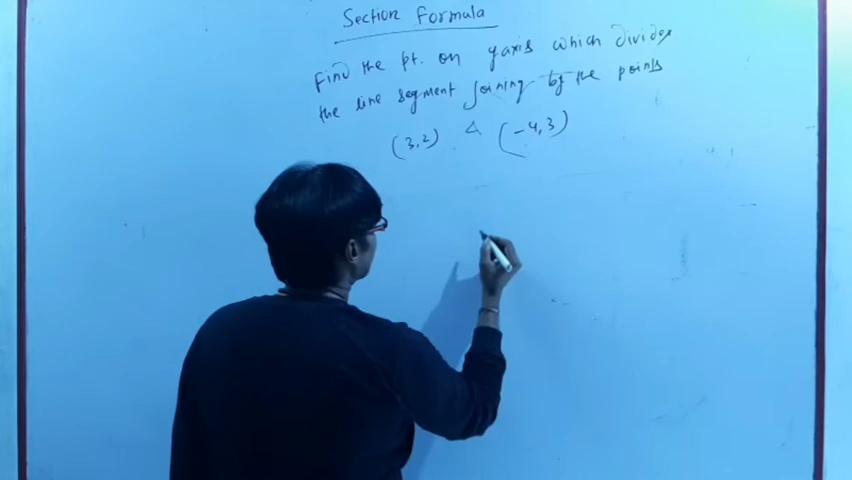 Section Formula
Find the pt. on yaxis which divides
the line segment joining by the points
(3,2) & (-4,3)